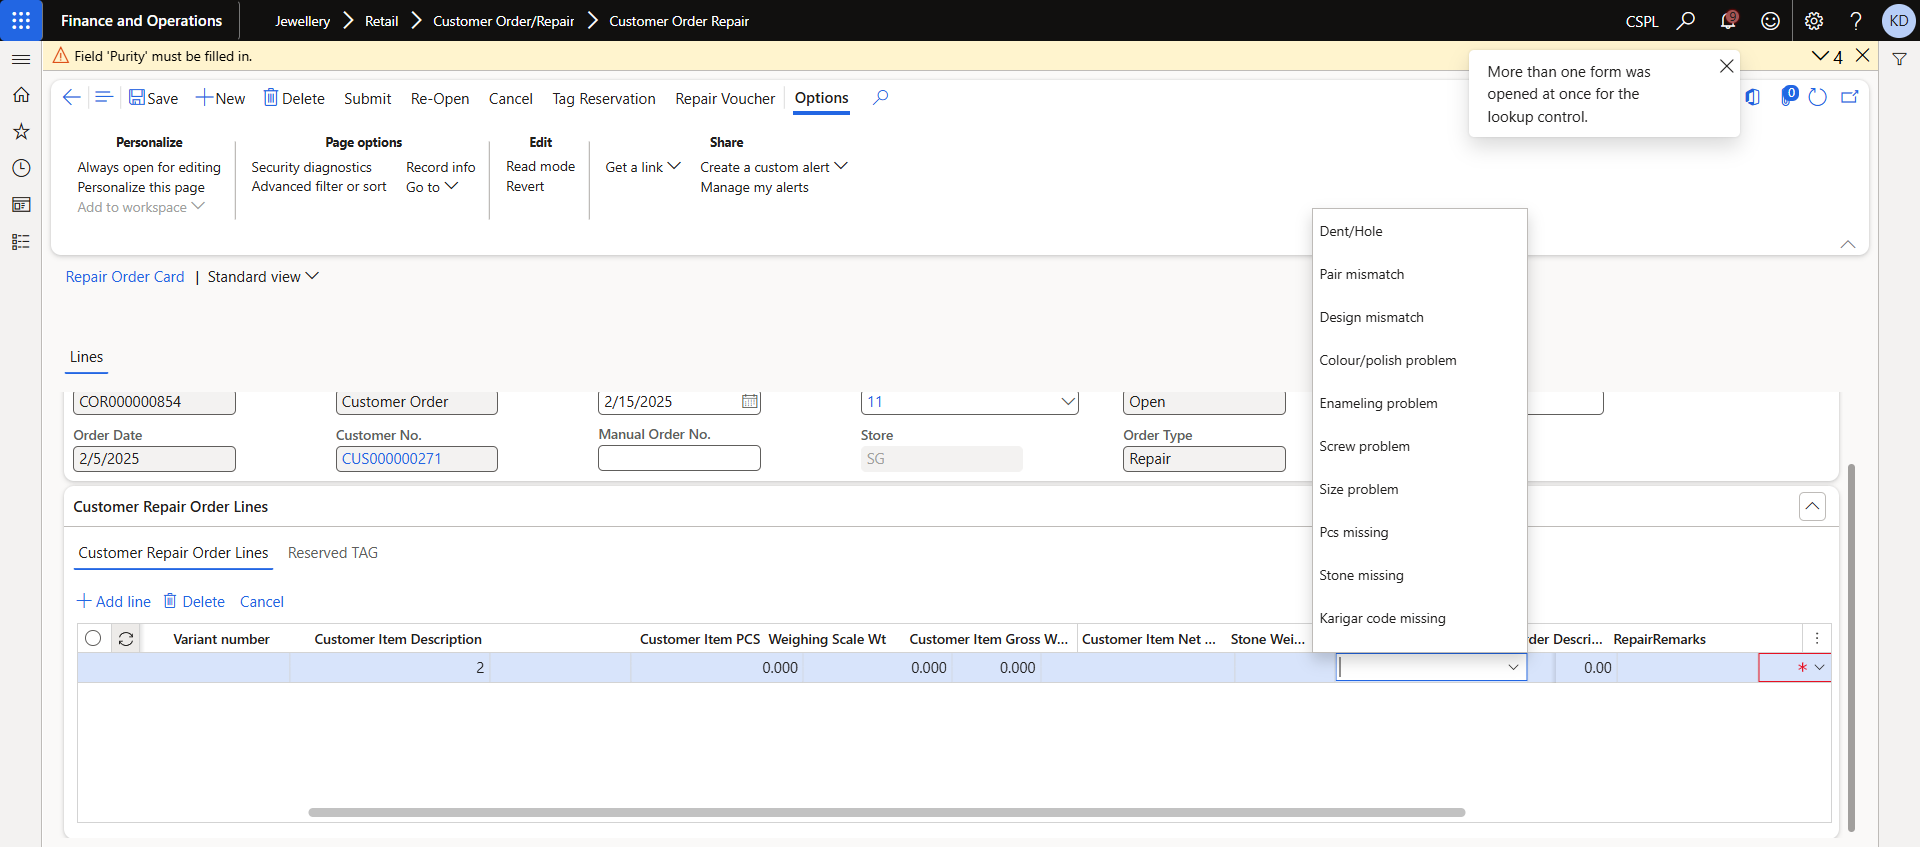 Finance and Operations
Jewellery
Retail
Customer Order/Repair
Customer Order Repair
CSPL
9
KD
Field 'Purity' must be filled in.
4
More than one form was
opened at once for the
lookup control.
Save
New
Delete
Submit
Re-Open
Cancel
Tag Reservation
Repair Voucher
Options
0
Personalize
Always open for editing
Personalize this page
Add to workspace
Page options
Security diagnostics
Advanced filter or sort
Record info
Go to
Edit
Read mode
Revert
Share
Get a link
Create a custom alert
Manage my alerts
Repair Order Card | Standard view
Lines
COR000000854
Customer Order
2/15/2025
11
Open
Order Date
2/5/2025
Customer No.
CUS000000271
Manual Order No.
Store
SG
Order Type
Repair
Customer Repair Order Lines
Customer Repair Order Lines
Reserved TAG
Add line
Delete
Cancel
Variant number
Customer Item Description
Customer Item PCS
Weighing Scale Wt
Customer Item Gross W...
Customer Item Net ...
Stone Wei...
der Descri...
RepairRemarks
2
0.000
0.000
0.000
0.00
*
Dent/Hole
Pair mismatch
Design mismatch
Colour/polish problem
Enameling problem
Screw problem
Size problem
Pcs missing
Stone missing
Karigar code missing